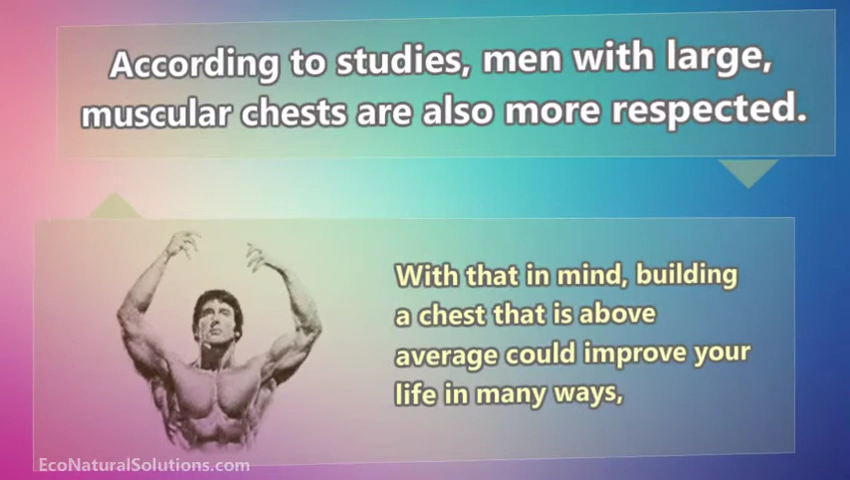 According to studies, men with large,
muscular chests are also more respected.
With that in mind, building
a chest that is above
average could improve your
life in many ways,
EcoNaturalSolutions.com